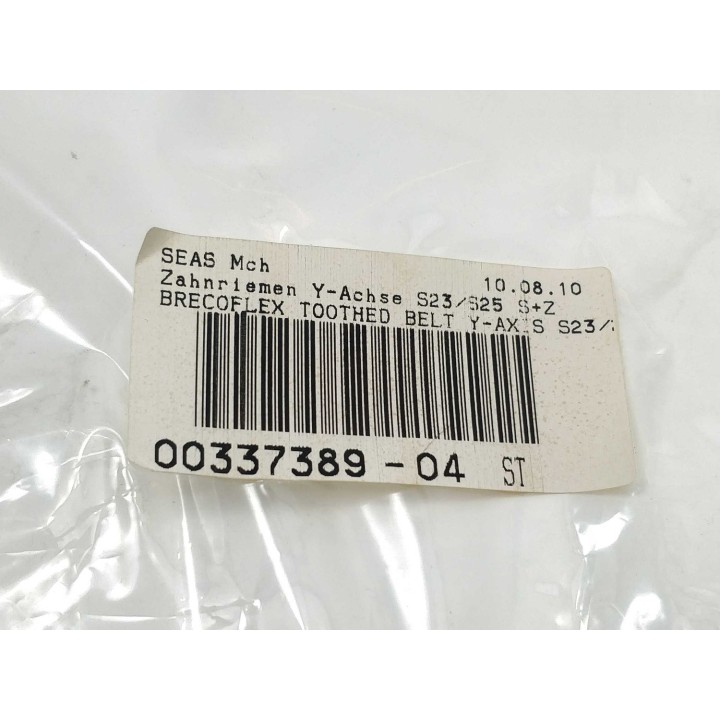 SEAS Mch 10.08.10
Zahnriemen Y-Achse S23/S25 S+Z
BRECOFLEX TOOTHED BELT Y-AXIS S23/
00337389-04 ST